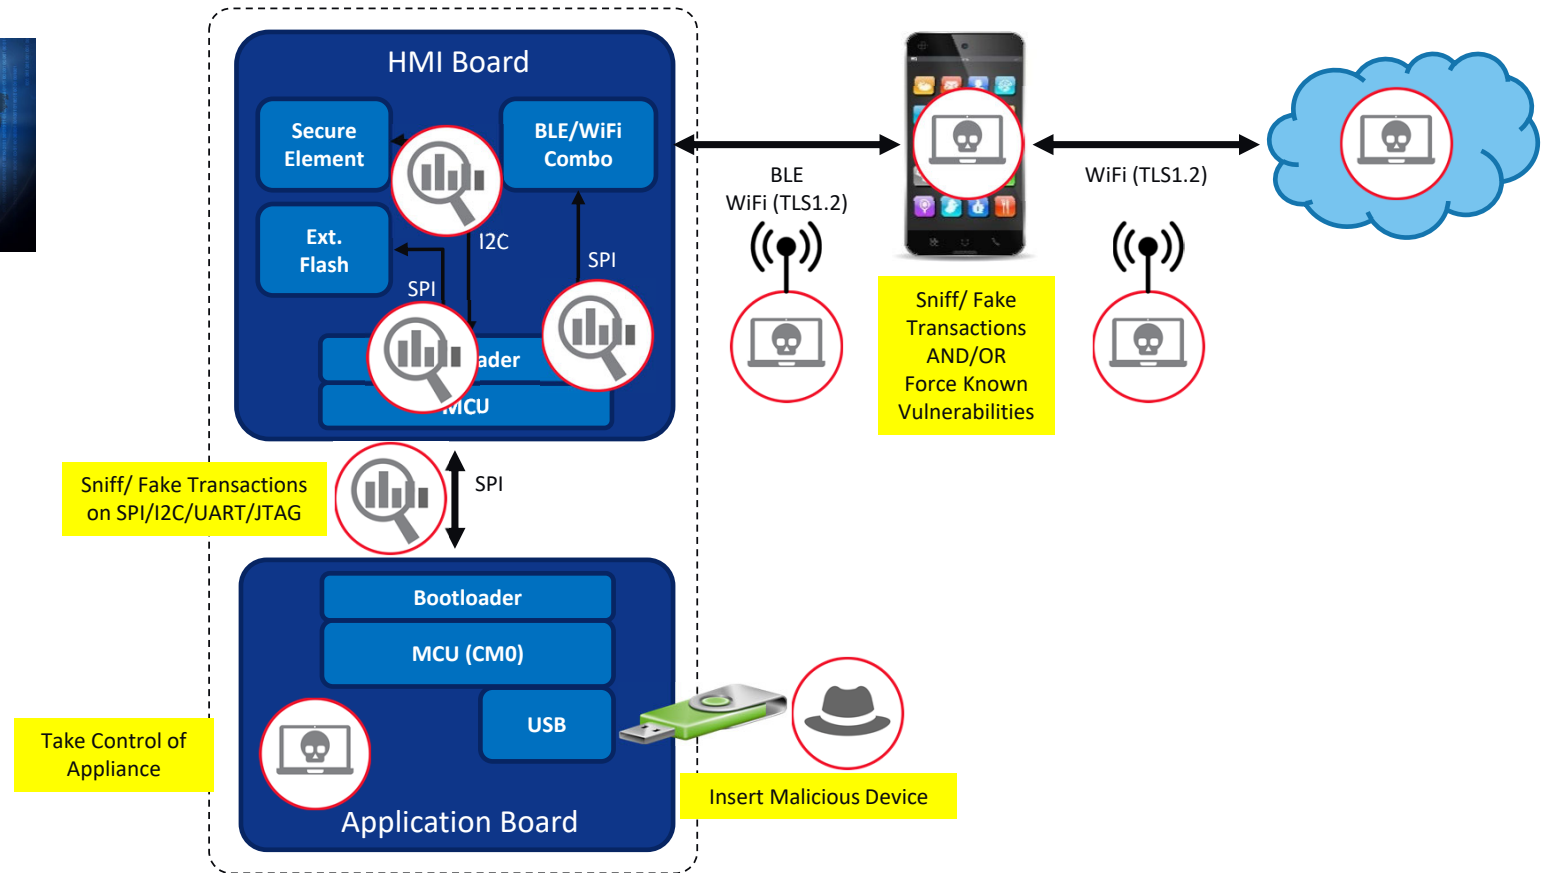 HMI Board
Secure
Element
BLE/WiFi
Combo
Ext.
Flash
I2C
SPI
SPI
ader
MCU
BLE
WiFi (TLS1.2)
WiFi (TLS1.2)
Sniff/ Fake
Transactions
AND/OR
Force Known
Vulnerabilities
Sniff/ Fake Transactions
on SPI/I2C/UART/JTAG
SPI
Bootloader
MCU (CM0)
USB
Take Control of
Appliance
Insert Malicious Device
Application Board